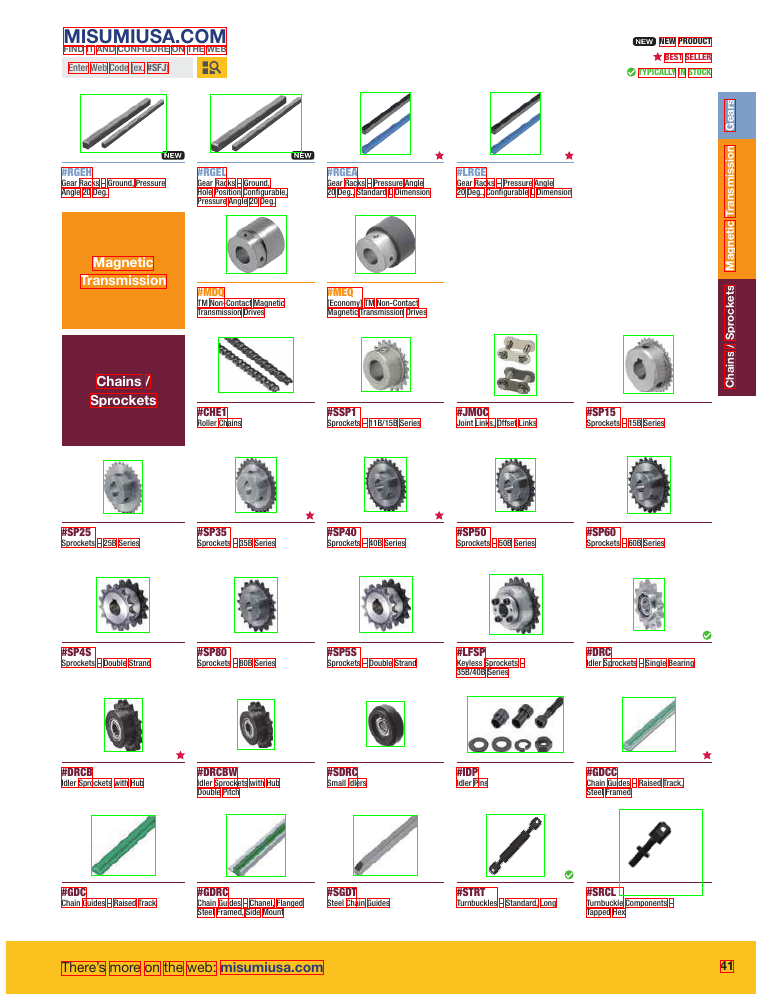 MISUMIUSA.COM
FIND IT AND CONFIGURE ON THE WEB
Enter Web Code (ex. #SFJ)
NEW NEW PRODUCT
BEST SELLER
TYPICALLY IN STOCK
NEW
NEW
#RGEH
Gear Racks – Ground, Pressure
Angle 20 Deg.
#RGEL
Gear Racks – Ground,
Hole Position Configurable,
Pressure Angle 20 Deg.
#RGEA
Gear Racks – Pressure Angle
20 Deg., Standard L Dimension
#LRGE
Gear Racks – Pressure Angle
20 Deg., Configurable L Dimension
Gears
Magnetic Transmission
Chains / Sprockets
Magnetic
Transmission
#MDQ
TM Non-Contact Magnetic
Transmission Drives
#MEQ
(Economy) TM Non-Contact
Magnetic Transmission Drives
Chains /
Sprockets
#CHE1
Roller Chains
#SSP1
Sprockets – 11B/15B Series
#JMOC
Joint Links, Offset Links
#SP15
Sprockets – 15B Series
#SP25
Sprockets – 25B Series
#SP35
Sprockets – 35B Series
#SP40
Sprockets – 40B Series
#SP50
Sprockets – 50B Series
#SP60
Sprockets – 60B Series
#SP4S
Sprockets – Double Strand
#SP80
Sprockets – 80B Series
#SP5S
Sprockets – Double Strand
#LFSP
Keyless Sprockets –
35B/40B Series
#DRC
Idler Sprockets – Single Bearing
#DRCB
Idler Sprockets with Hub
#DRCBW
Idler Sprockets with Hub
Double Pitch
#SDRC
Small Idlers
#IDP
Idler Pins
#GDCC
Chain Guides – Raised Track,
Steel Framed
#GDC
Chain Guides – Raised Track
#GDRC
Chain Guides – Chanel, Flanged
Steel Framed, Side Mount
#SGDT
Steel Chain Guides
#STRT
Turnbuckles – Standard, Long
#SRCL
Turnbuckle Components –
Tapped Hex
There's more on the web: misumiusa.com
41